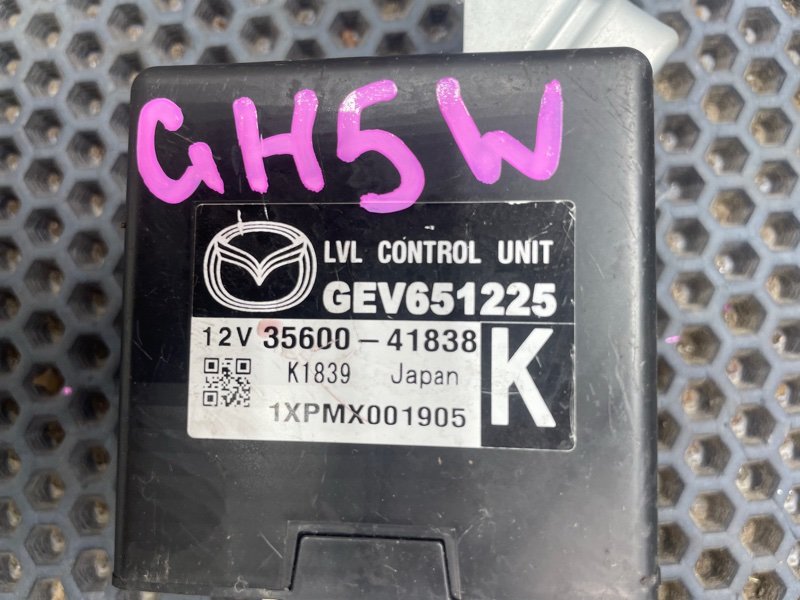 GH5W
LVL CONTROL UNIT
GEV651225
12V 35600-41838 K
K1839 Japan
1XPMX001905